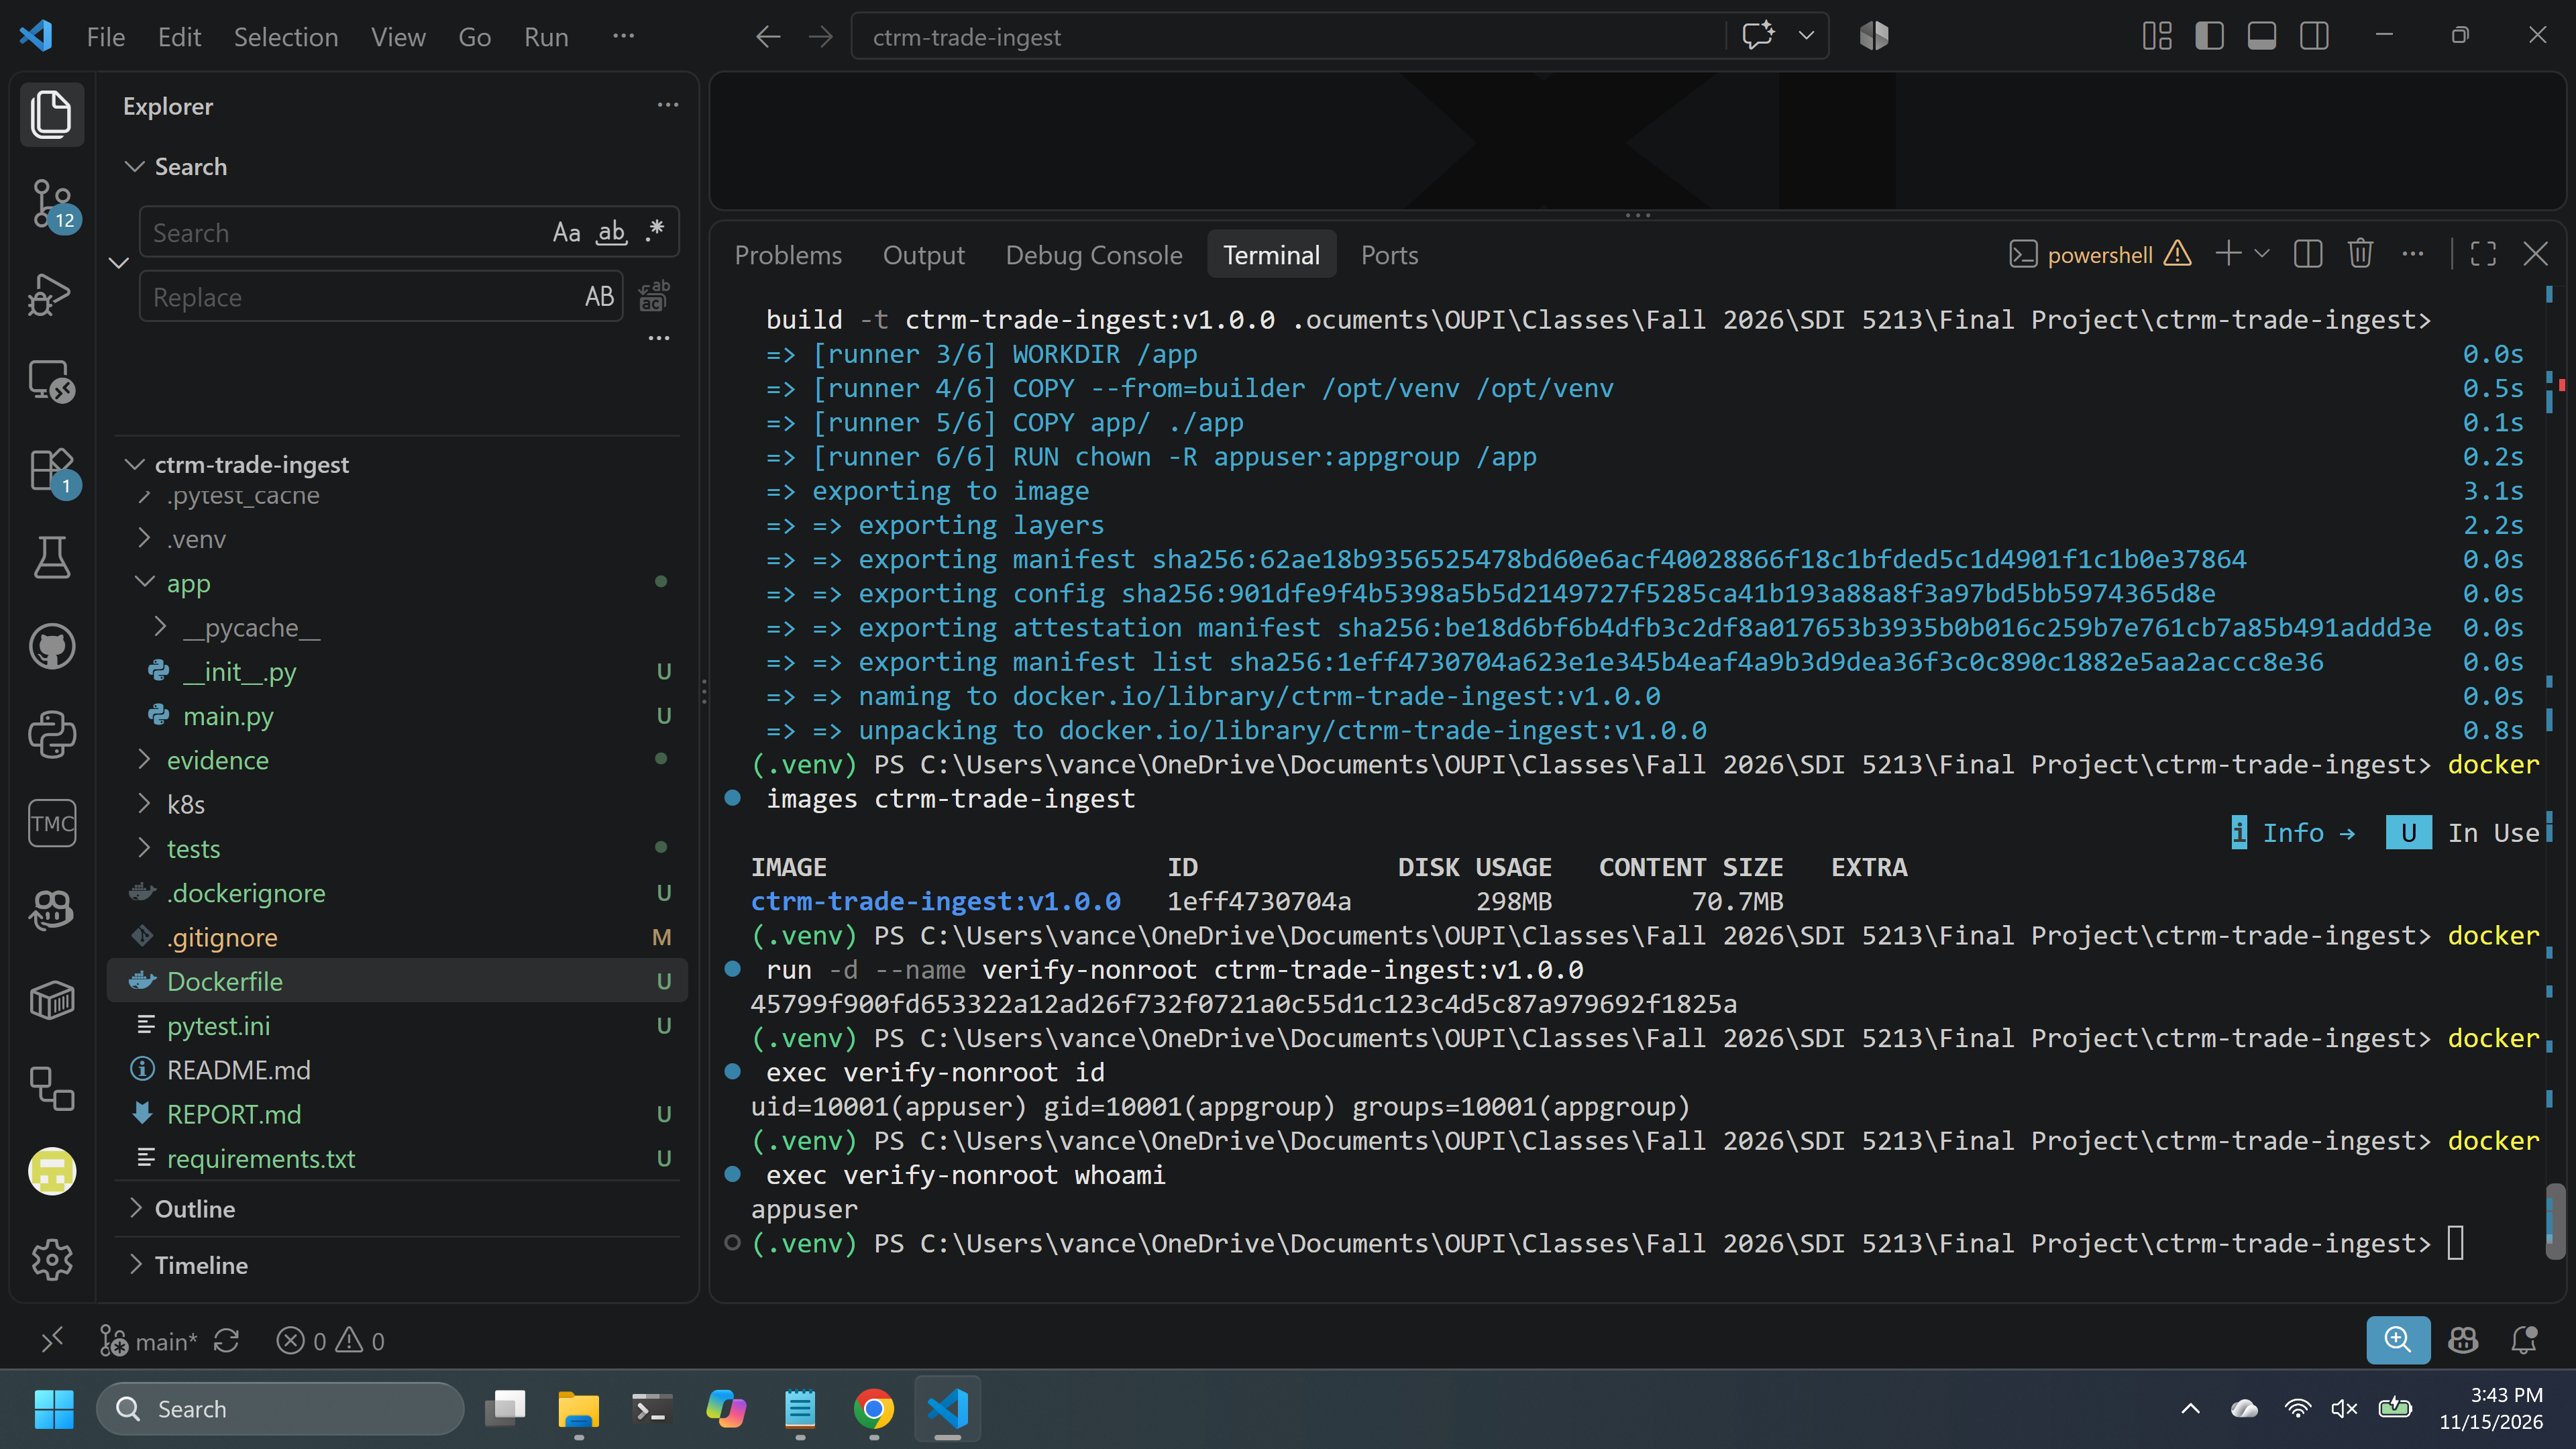 File Edit Selection View Go Run ···
ctrm-trade-ingest
Explorer
Search
Search
Aa ab .*
Replace
AB
12
1
TMC
ctrm-trade-ingest
.pytest_cache
.venv
app
__pycache__
__init__.py U
main.py U
evidence
k8s
tests
.dockerignore U
.gitignore M
Dockerfile U
pytest.ini U
README.md
REPORT.md U
requirements.txt U
Outline
Timeline
Problems Output Debug Console Terminal Ports
powershell
build -t ctrm-trade-ingest:v1.0.0 .ocuments\OUPI\Classes\Fall 2026\SDI 5213\Final Project\ctrm-trade-ingest>
=> [runner 3/6] WORKDIR /app 0.0s
=> [runner 4/6] COPY --from=builder /opt/venv /opt/venv 0.5s
=> [runner 5/6] COPY app/ ./app 0.1s
=> [runner 6/6] RUN chown -R appuser:appgroup /app 0.2s
=> exporting to image 3.1s
=> => exporting layers 2.2s
=> => exporting manifest sha256:62ae18b9356525478bd60e6acf40028866f18c1bfded5c1d4901f1c1b0e37864 0.0s
=> => exporting config sha256:901dfe9f4b5398a5b5d2149727f5285ca41b193a88a8f3a97bd5bb5974365d8e 0.0s
=> => exporting attestation manifest sha256:be18d6bf6b4dfb3c2df8a017653b3935b0b016c259b7e761cb7a85b491addd3e 0.0s
=> => exporting manifest list sha256:1eff4730704a623e1e345b4eaf4a9b3d9dea36f3c0c890c1882e5aa2accc8e36 0.0s
=> => naming to docker.io/library/ctrm-trade-ingest:v1.0.0 0.0s
=> => unpacking to docker.io/library/ctrm-trade-ingest:v1.0.0 0.8s
(.venv) PS C:\Users\vance\OneDrive\Documents\OUPI\Classes\Fall 2026\SDI 5213\Final Project\ctrm-trade-ingest> docker
images ctrm-trade-ingest
i Info → U In Use
IMAGE ID DISK USAGE CONTENT SIZE EXTRA
ctrm-trade-ingest:v1.0.0 1eff4730704a 298MB 70.7MB
(.venv) PS C:\Users\vance\OneDrive\Documents\OUPI\Classes\Fall 2026\SDI 5213\Final Project\ctrm-trade-ingest> docker
run -d --name verify-nonroot ctrm-trade-ingest:v1.0.0
45799f900fd653322a12ad26f732f0721a0c55d1c123c4d5c87a979692f1825a
(.venv) PS C:\Users\vance\OneDrive\Documents\OUPI\Classes\Fall 2026\SDI 5213\Final Project\ctrm-trade-ingest> docker
exec verify-nonroot id
uid=10001(appuser) gid=10001(appgroup) groups=10001(appgroup)
(.venv) PS C:\Users\vance\OneDrive\Documents\OUPI\Classes\Fall 2026\SDI 5213\Final Project\ctrm-trade-ingest> docker
exec verify-nonroot whoami
appuser
(.venv) PS C:\Users\vance\OneDrive\Documents\OUPI\Classes\Fall 2026\SDI 5213\Final Project\ctrm-trade-ingest>
main* 0 0
Search
3:43 PM
11/15/2026